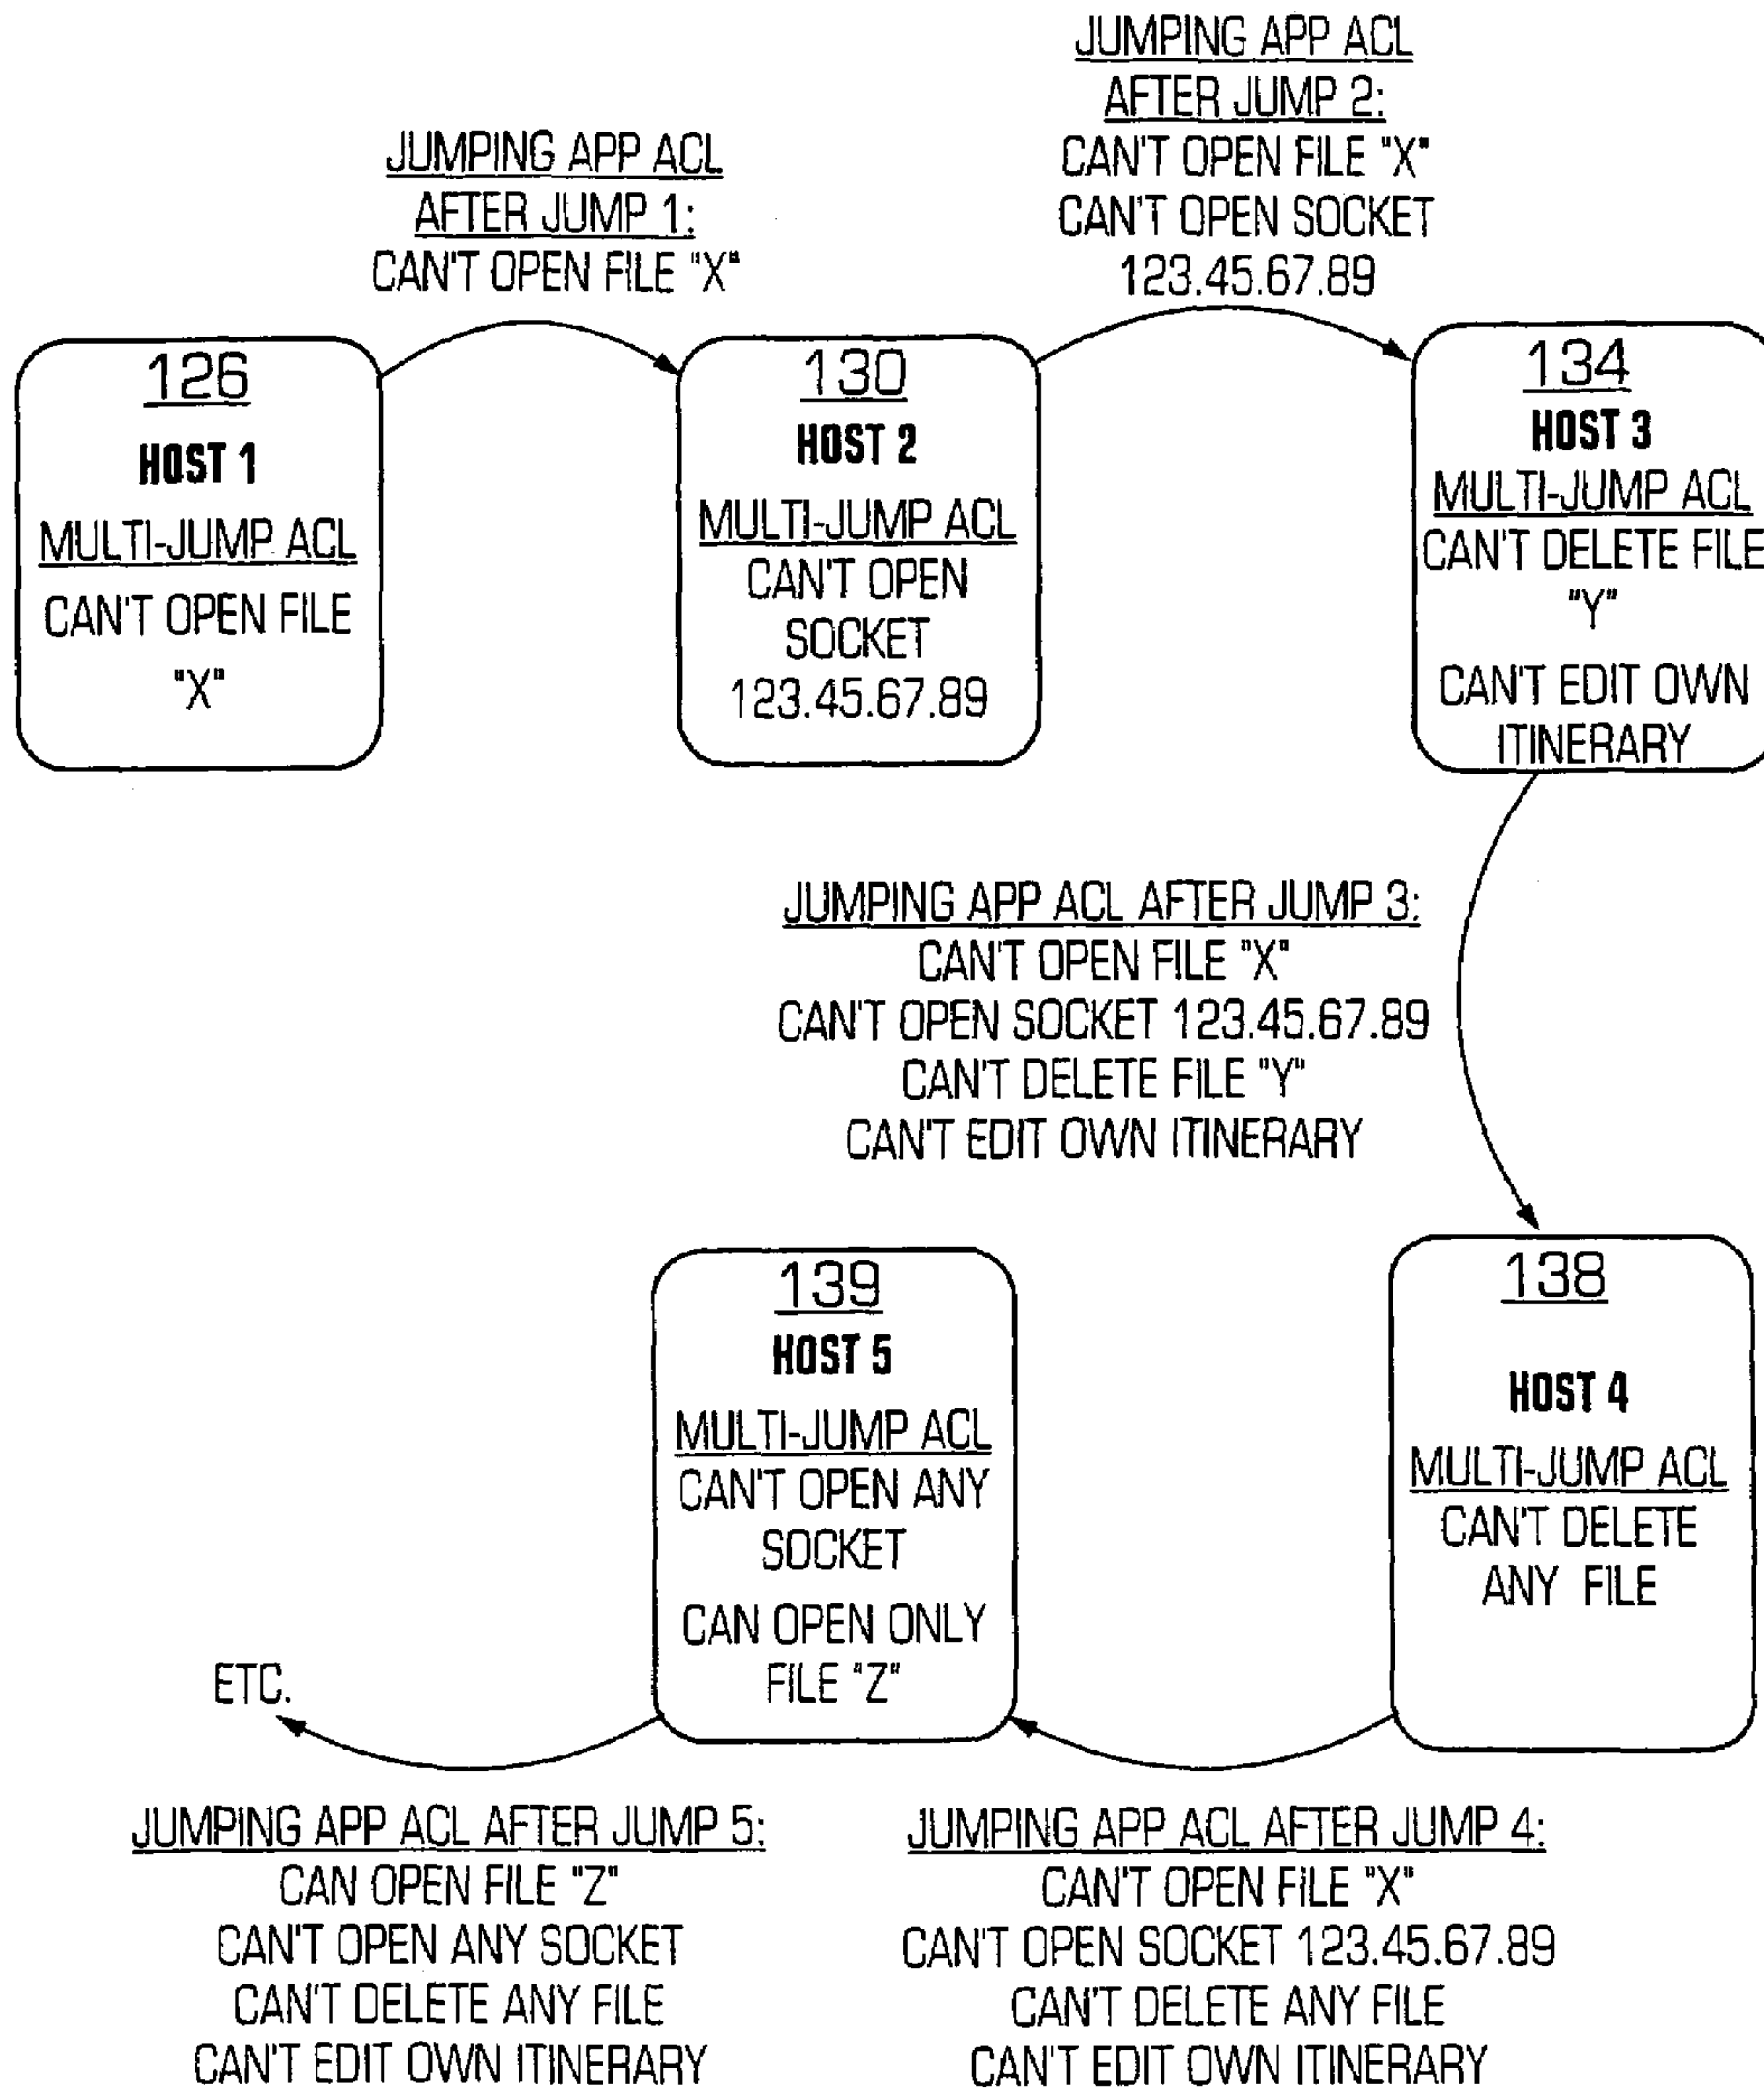 JUMPING APP ACL
AFTER JUMP 1:
CAN'T OPEN FILE "X"
JUMPING APP ACL
AFTER JUMP 2:
CAN'T OPEN FILE "X"
CAN'T OPEN SOCKET
123.45.67.89
126
HOST 1
MULTI-JUMP ACL
CAN'T OPEN FILE
"X"
130
HOST 2
MULTI-JUMP ACL
CAN'T OPEN
SOCKET
123.45.67.89
134
HOST 3
MULTI-JUMP ACL
CAN'T DELETE FILE
"Y"
CAN'T EDIT OWN
ITINERARY
JUMPING APP ACL AFTER JUMP 3:
CAN'T OPEN FILE "X"
CAN'T OPEN SOCKET 123.45.67.89
CAN'T DELETE FILE "Y"
CAN'T EDIT OWN ITINERARY
138
HOST 4
MULTI-JUMP ACL
CAN'T DELETE
ANY FILE
139
HOST 5
MULTI-JUMP ACL
CAN'T OPEN ANY
SOCKET
CAN OPEN ONLY
FILE "Z"
ETC.
JUMPING APP ACL AFTER JUMP 4:
CAN'T OPEN FILE "X"
CAN'T OPEN SOCKET 123.45.67.89
CAN'T DELETE ANY FILE
CAN'T EDIT OWN ITINERARY
JUMPING APP ACL AFTER JUMP 5:
CAN OPEN FILE "Z"
CAN'T OPEN ANY SOCKET
CAN'T DELETE ANY FILE
CAN'T EDIT OWN ITINERARY